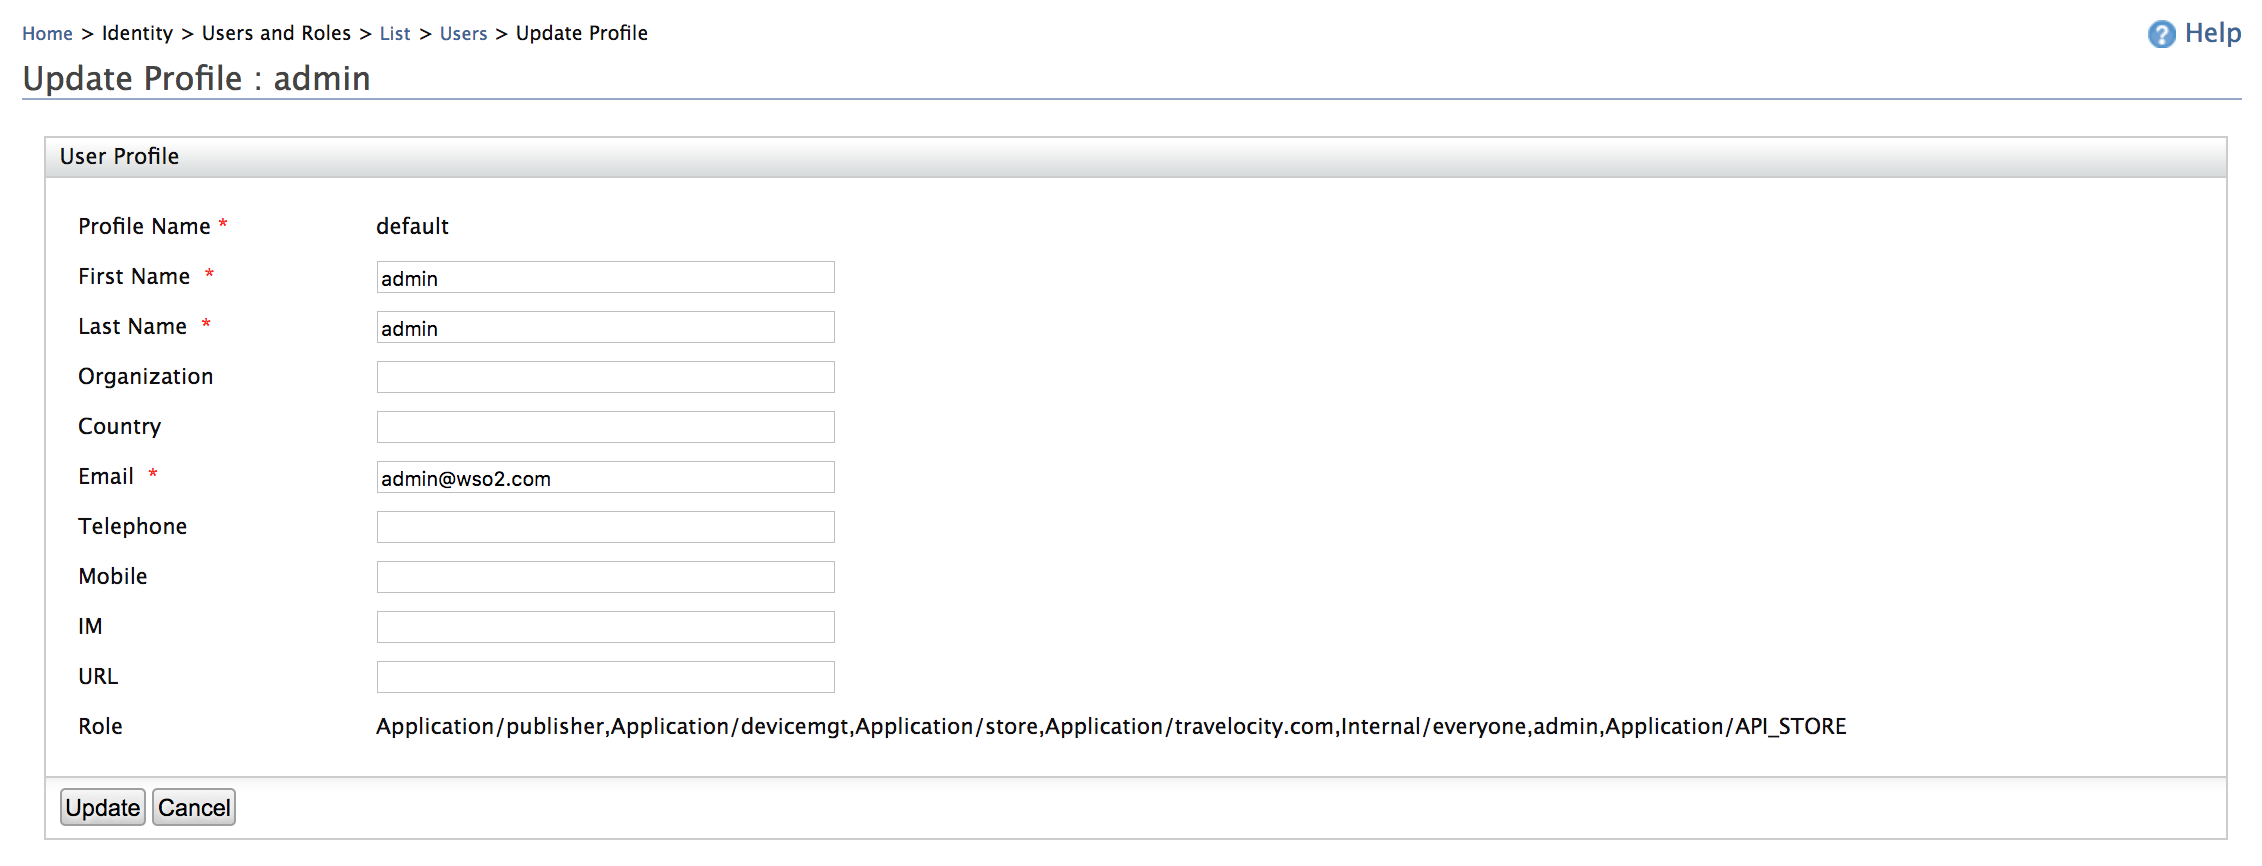 Home > Identity > Users and Roles > List > Users > Update Profile
Help
Update Profile : admin
User Profile
Profile Name * default
First Name * admin
Last Name * admin
Organization
Country
Email * admin@wso2.com
Telephone
Mobile
IM
URL
Role Application/publisher,Application/devicemgt,Application/store,Application/travelocity.com,Internal/everyone,admin,Application/API_STORE
Update Cancel